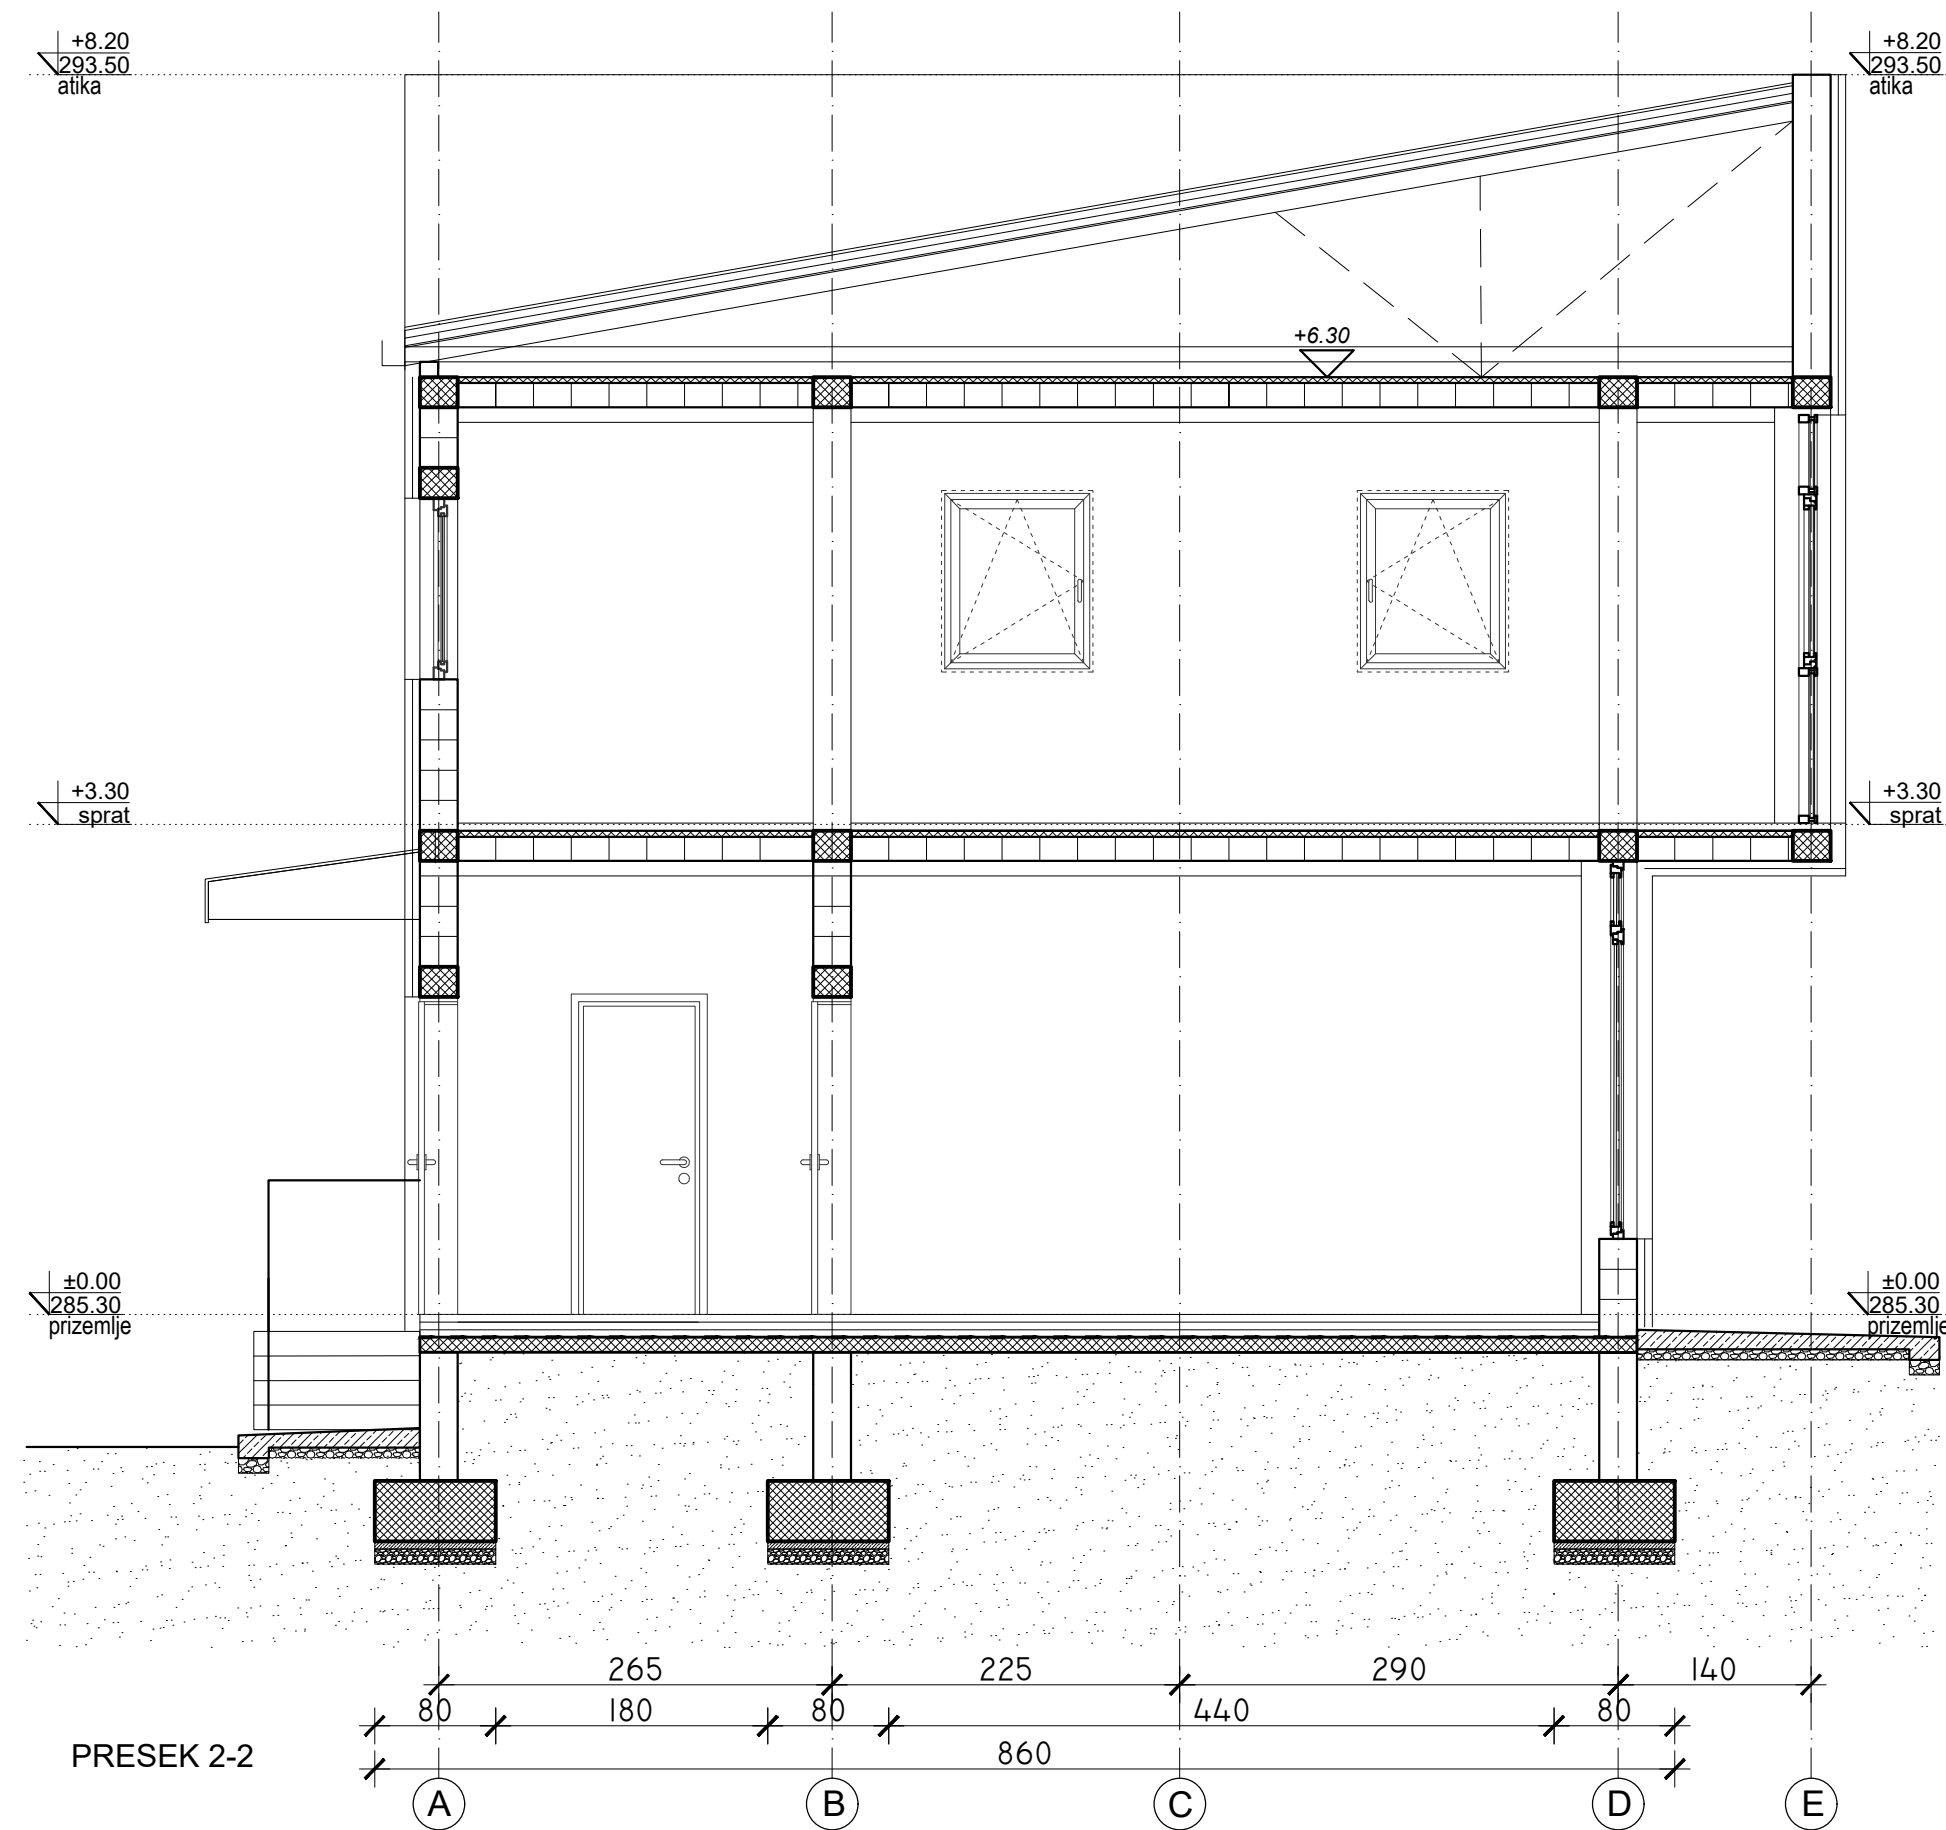 +8.20
293.50
atika
+8.20
293.50
atika
+6.30
+3.30
sprat
+3.30
sprat
±0.00
285.30
prizemlje
±0.00
285.30
prizemlje
265 225 290 140
80 180 80 440 80
860
PRESEK 2-2
A B C D E